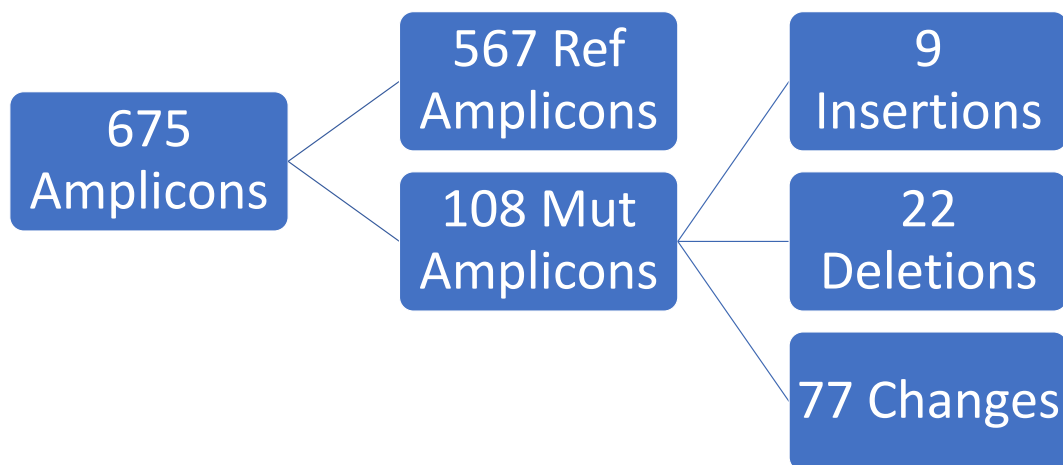 675
Amplicons
567 Ref
Amplicons
108 Mut
Amplicons
9
Insertions
22
Deletions
77 Changes